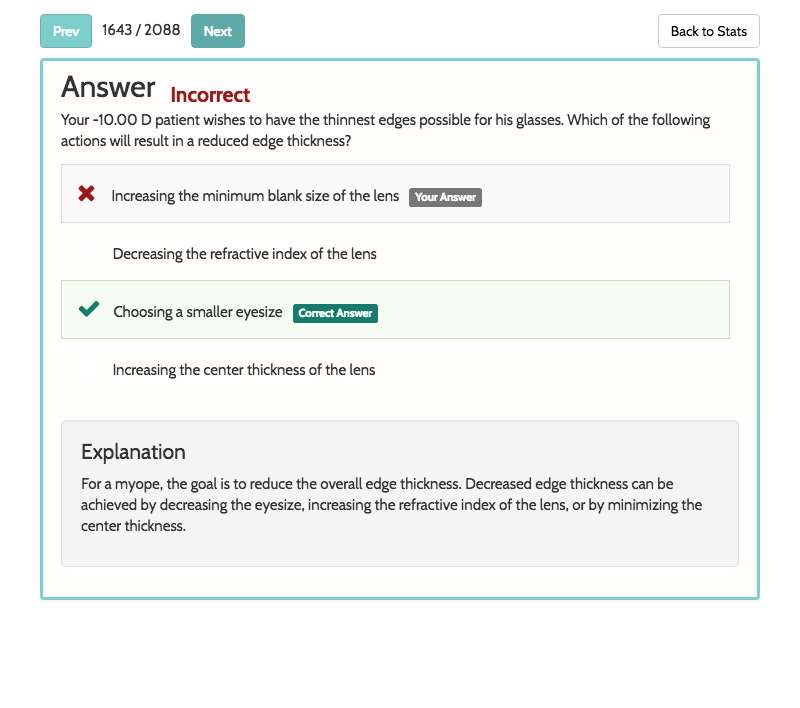 Prev 1643 / 2088 Next Back to Stats
Answer Incorrect
Your -10.00 D patient wishes to have the thinnest edges possible for his glasses. Which of the following
actions will result in a reduced edge thickness?
Increasing the minimum blank size of the lens Your Answer
Decreasing the refractive index of the lens
Choosing a smaller eyesize Correct Answer
Increasing the center thickness of the lens
Explanation
For a myope, the goal is to reduce the overall edge thickness. Decreased edge thickness can be
achieved by decreasing the eyesize, increasing the refractive index of the lens, or by minimizing the
center thickness.